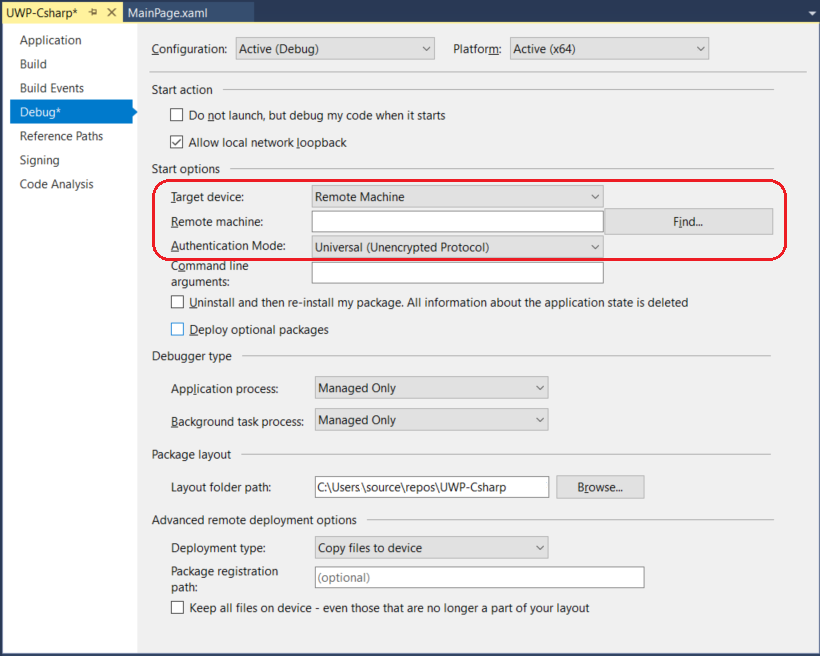 UWP-Csharp* MainPage.xaml
Application
Build
Build Events
Debug*
Reference Paths
Signing
Code Analysis
Configuration: Active (Debug) Platform: Active (x64)
Start action
Do not launch, but debug my code when it starts
Allow local network loopback
Start options
Target device: Remote Machine
Remote machine: Find...
Authentication Mode: Universal (Unencrypted Protocol)
Command line
arguments:
Uninstall and then re-install my package. All information about the application state is deleted
Deploy optional packages
Debugger type
Application process: Managed Only
Background task process: Managed Only
Package layout
Layout folder path: C:\Users\source\repos\UWP-Csharp Browse...
Advanced remote deployment options
Deployment type: Copy files to device
Package registration
path: (optional)
Keep all files on device - even those that are no longer a part of your layout